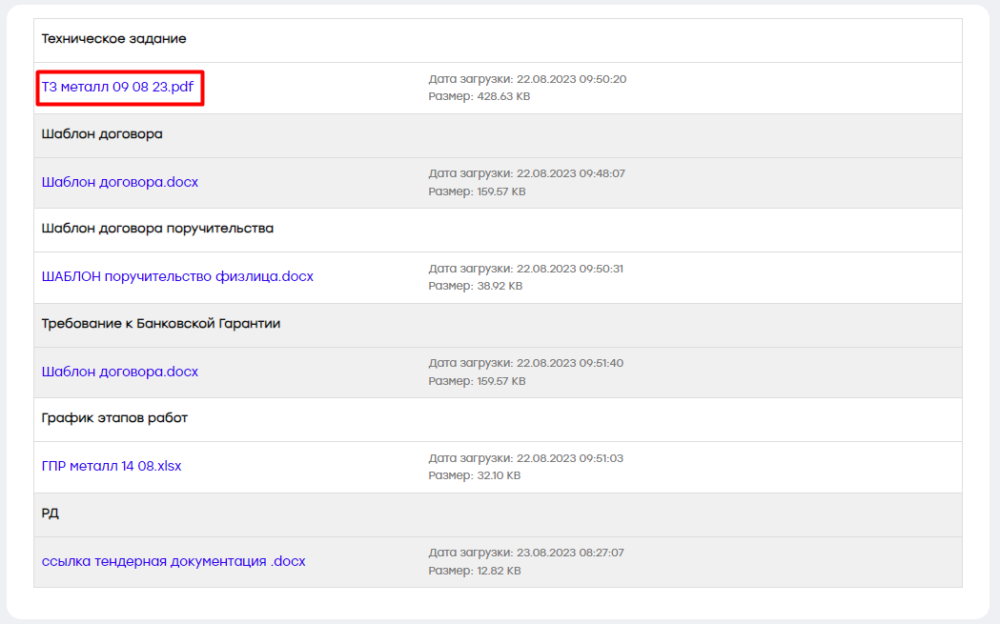 Техническое задание
ТЗ металл 09 08 23.pdf
Дата загрузки: 22.08.2023 09:50:20
Размер: 428.63 KB
Шаблон договора
Шаблон договора.docx
Дата загрузки: 22.08.2023 09:48:07
Размер: 159.57 KB
Шаблон договора поручительства
ШАБЛОН поручительство физлица.docx
Дата загрузки: 22.08.2023 09:50:31
Размер: 38.92 KB
Требование к Банковской Гарантии
Шаблон договора.docx
Дата загрузки: 22.08.2023 09:51:40
Размер: 159.57 KB
График этапов работ
ГПР металл 14 08.xlsx
Дата загрузки: 22.08.2023 09:51:03
Размер: 32.10 KB
РД
ссылка тендерная документация .docx
Дата загрузки: 23.08.2023 08:27:07
Размер: 12.82 KB